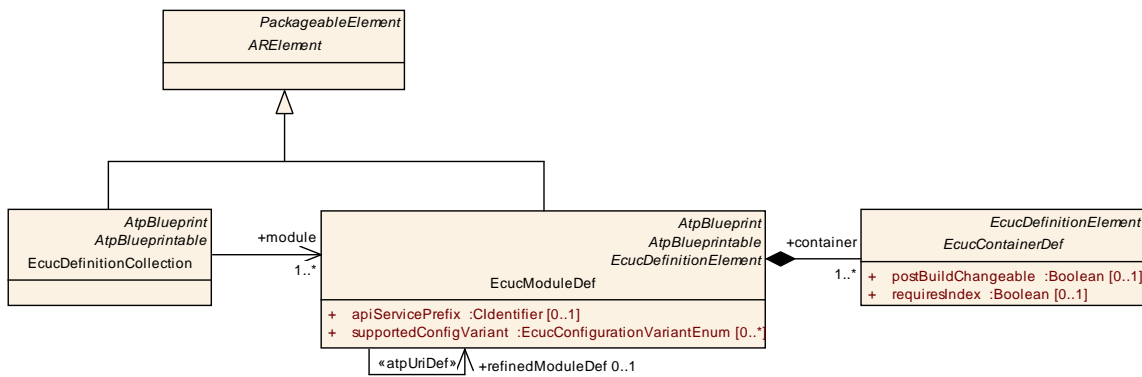 PackageableElement
ARElement
AtpBlueprint
AtpBlueprintable
EcucDefinitionCollection
+module
1..*
AtpBlueprint
AtpBlueprintable
EcucDefinitionElement
EcucModuleDef
+ apiServicePrefix :CIdentifier [0..1]
+ supportedConfigVariant :EcucConfigurationVariantEnum [0..*]
+container
1..*
EcucDefinitionElement
EcucContainerDef
+ postBuildChangeable :Boolean [0..1]
+ requiresIndex :Boolean [0..1]
«atpUriDef»
+refinedModuleDef 0..1